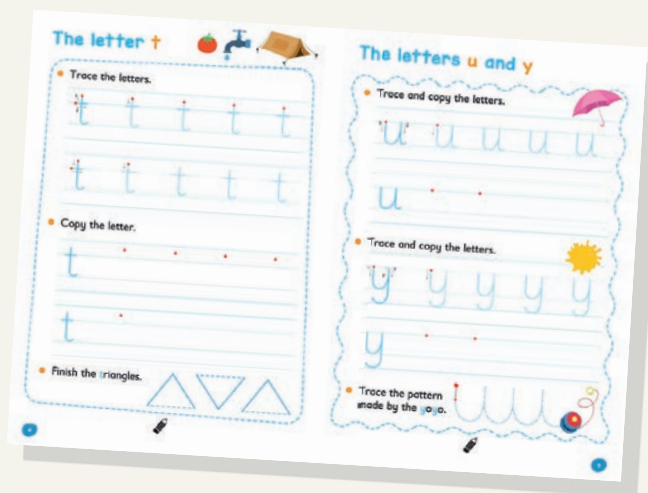 The letter t
Trace the letters.
t t t t t
t t t t t
Copy the letter.
t
t
Finish the triangles.
The letters u and y
Trace and copy the letters.
u u u u u
u
Trace and copy the letters.
y y y y y
y
Trace the pattern
made by the yoyo.